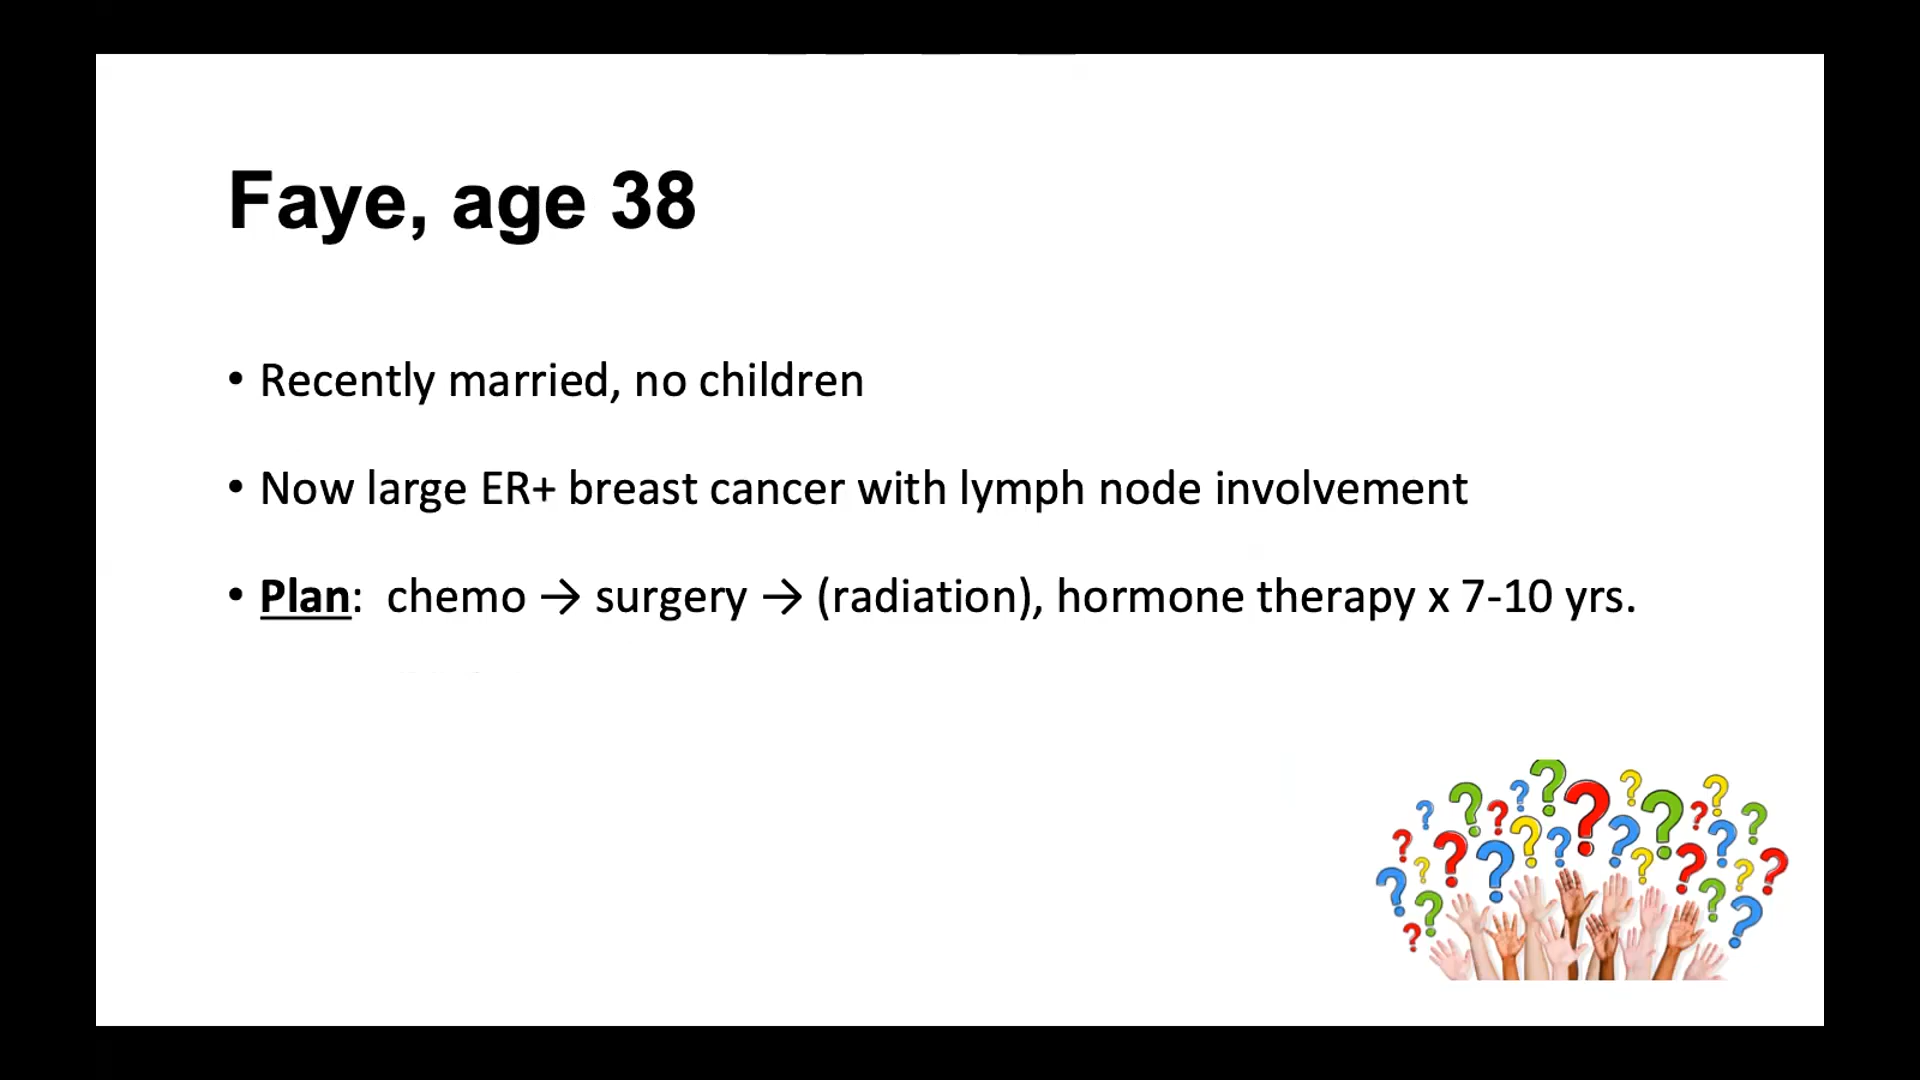 Faye, age 38
• Recently married, no children
• Now large ER+ breast cancer with lymph node involvement
• Plan: chemo → surgery → (radiation), hormone therapy x 7-10 yrs.